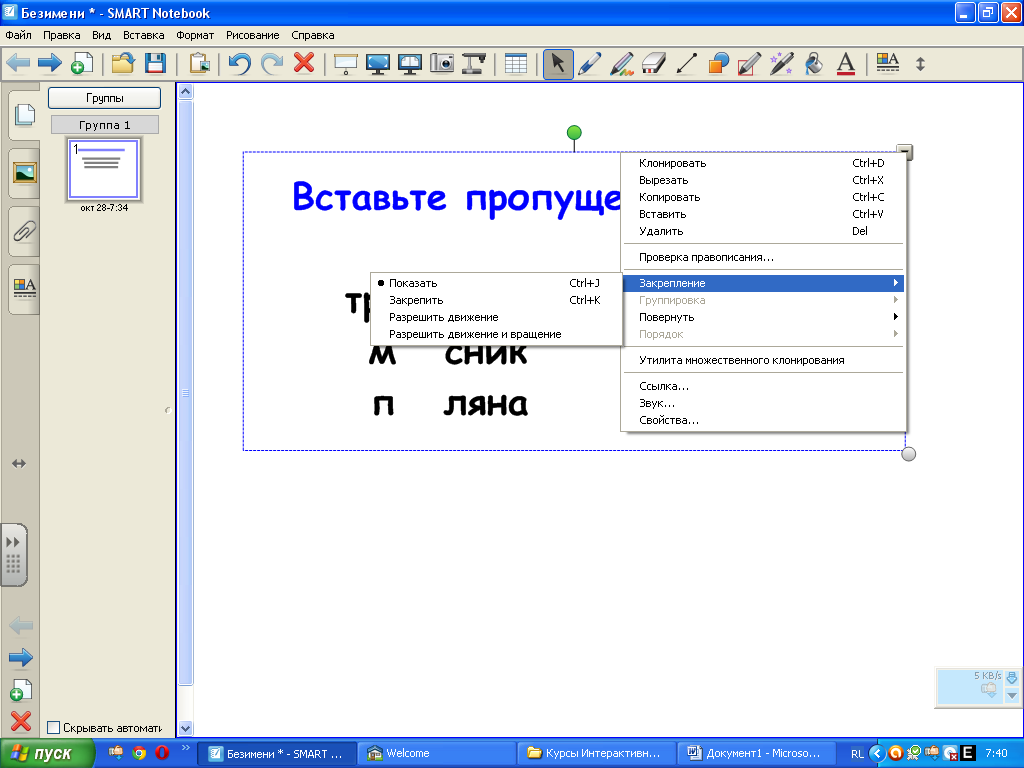 Безимени * - SMART Notebook
Файл Правка Вид Вставка Формат Рисование Справка
Группы
Группа 1
1
окт 28-7:34
Вставьте пропуще
Клонировать Ctrl+D
Вырезать Ctrl+X
Копировать Ctrl+C
Вставить Ctrl+V
Удалить Del
Проверка правописания...
Закрепление
Группировка
Повернуть
Порядок
Утилита множественного клонирования
Ссылка...
Звук...
Свойства...
Показать Ctrl+J
Закрепить Ctrl+K
Разрешить движение
Разрешить движение и вращение
м сник
п ляна
5 KB/s
Скрывать автомати
пуск
Безимени * - SMART ...
Welcome
Курсы Интерактивн...
Документ1 - Microso...
RL
E
7:40